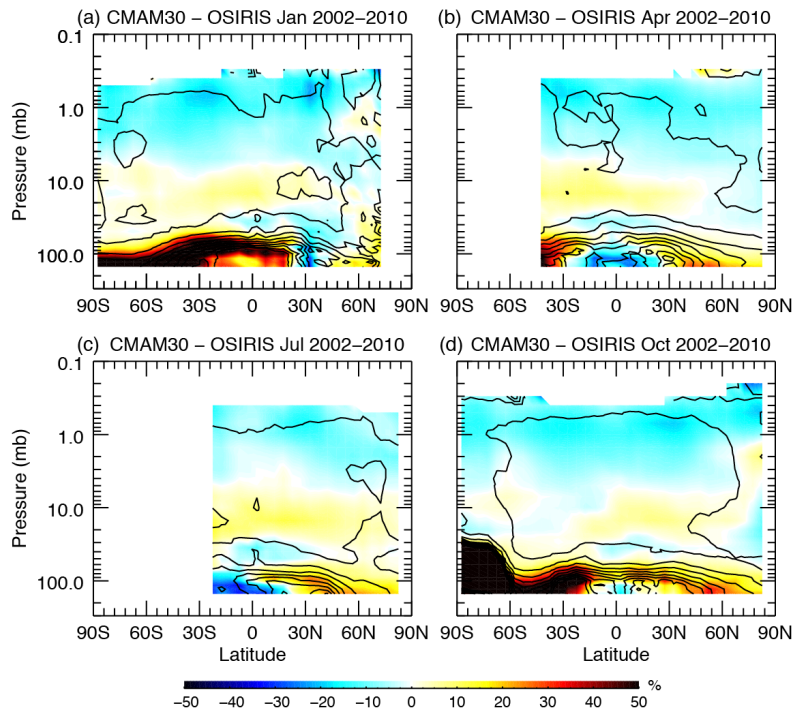 (a) CMAM30 − OSIRIS Jan 2002−2010
(b) CMAM30 − OSIRIS Apr 2002−2010
0.1
1.0
10.0
100.0
Pressure (mb)
90S 60S 30S 0 30N 60N 90N
90S 60S 30S 0 30N 60N 90N
(c) CMAM30 − OSIRIS Jul 2002−2010
(d) CMAM30 − OSIRIS Oct 2002−2010
0.1
1.0
10.0
100.0
Pressure (mb)
90S 60S 30S 0 30N 60N 90N
90S 60S 30S 0 30N 60N 90N
Latitude
Latitude
%
−50 −40 −30 −20 −10 0 10 20 30 40 50